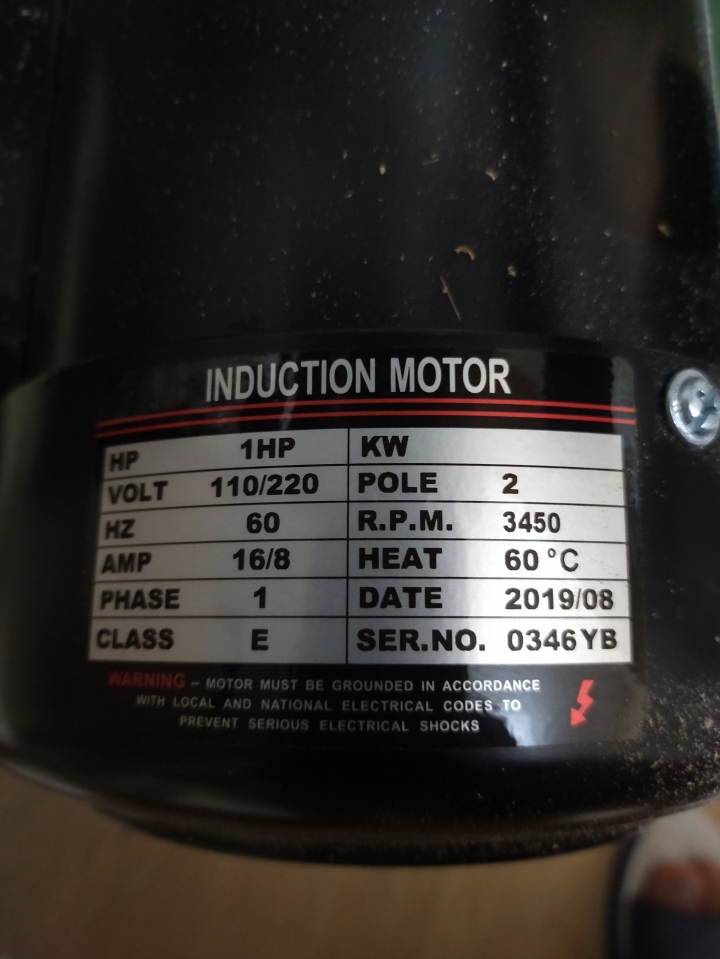 INDUCTION MOTOR
HP 1HP KW
VOLT 110/220 POLE 2
HZ 60 R.P.M. 3450
AMP 16/8 HEAT 60°C
PHASE 1 DATE 2019/08
CLASS E SER.NO. 0346YB
WARNING – MOTOR MUST BE GROUNDED IN ACCORDANCE
WITH LOCAL AND NATIONAL ELECTRICAL CODES TO
PREVENT SERIOUS ELECTRICAL SHOCKS